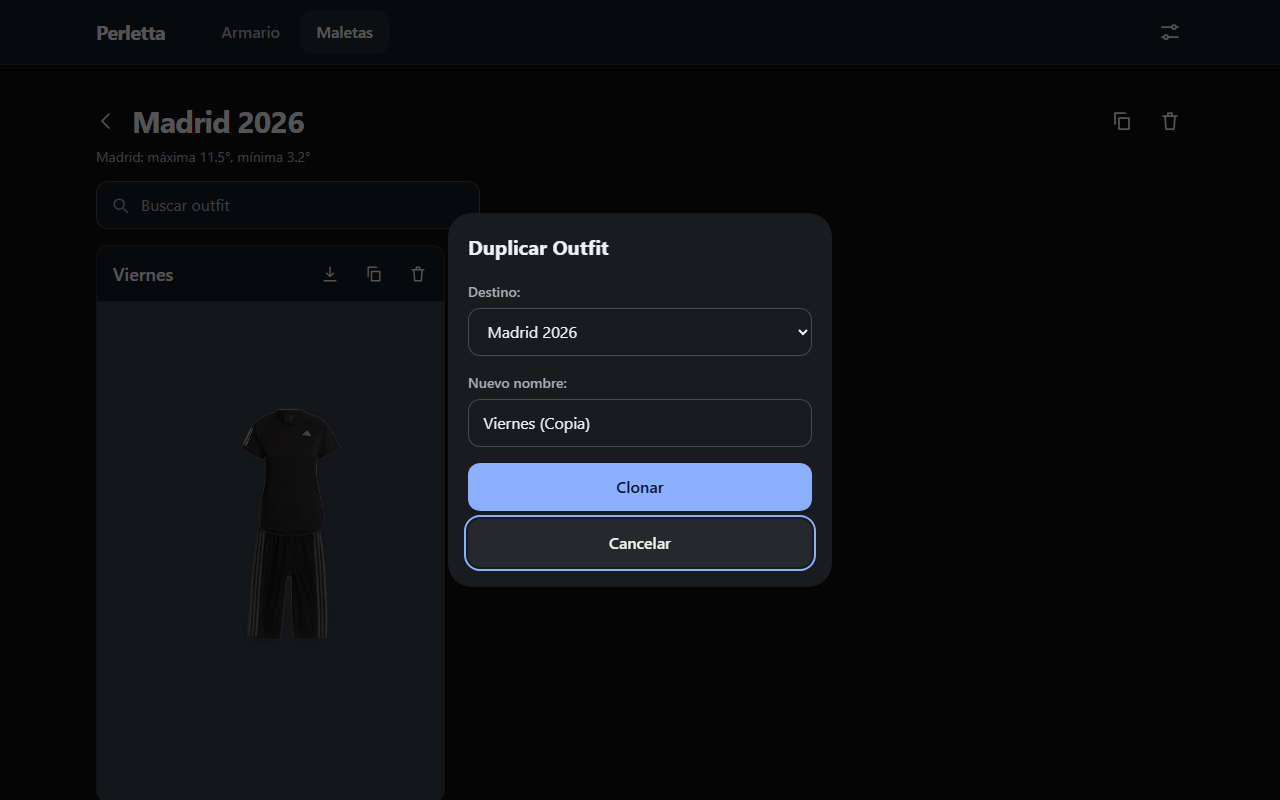 Perletta Armario Maletas
Madrid 2026
Madrid: máxima 11.5°, mínima 3.2°
Buscar outfit
Viernes
Duplicar Outfit
Destino:
Madrid 2026
Nuevo nombre:
Viernes (Copia)
Clonar
Cancelar